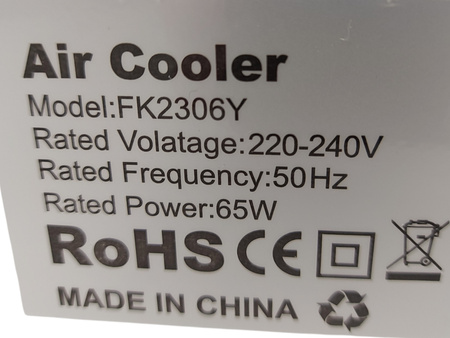 Air Cooler
Model:FK2306Y
Rated Volatage:220-240V
Rated Frequency:50Hz
Rated Power:65W
RoHS CE
MADE IN CHINA